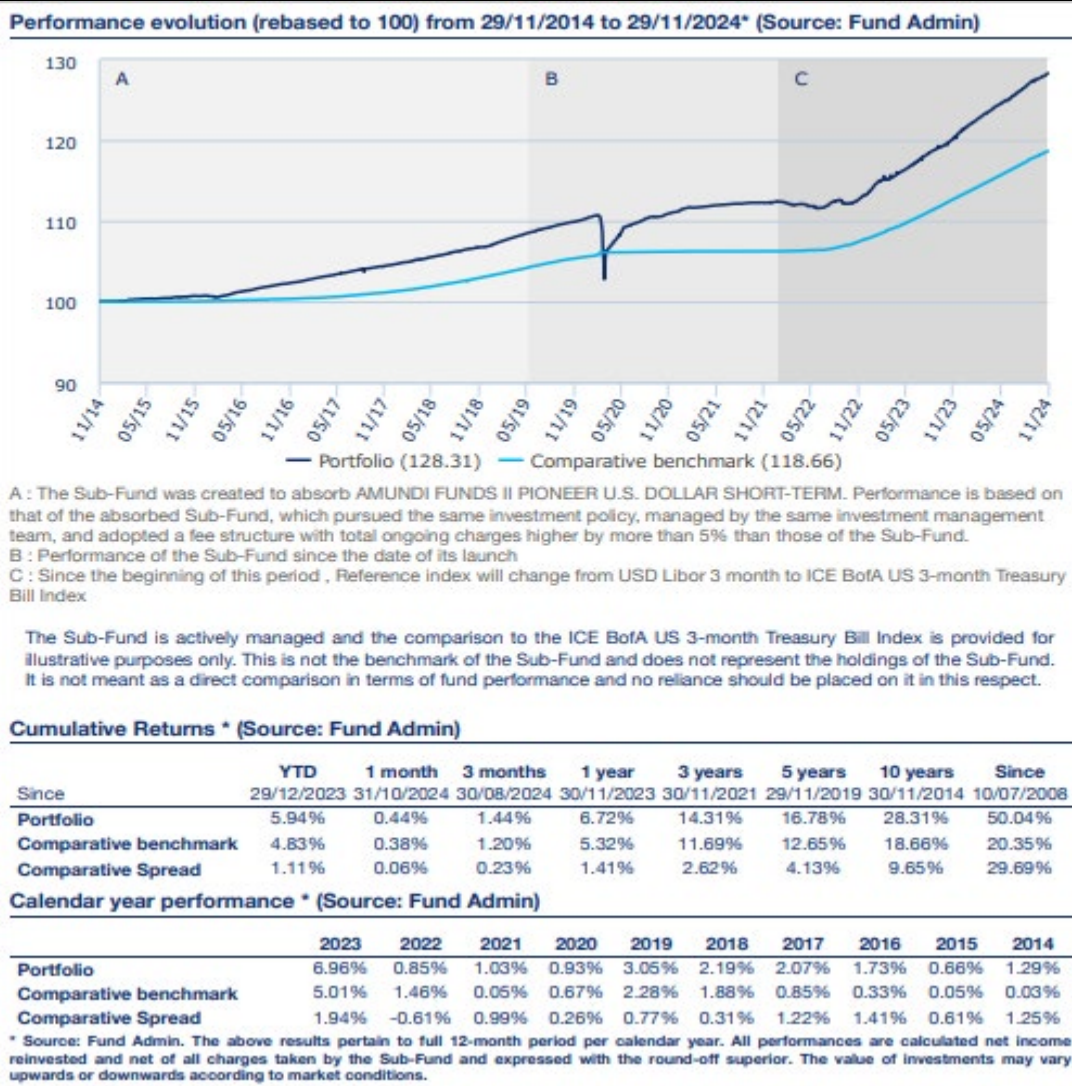 Performance evolution (rebased to 100) from 29/11/2014 to 29/11/2024* (Source: Fund Admin)
130
A
B
C
120
110
100
90
11/14
05/15
11/15
05/16
11/16
05/17
11/17
05/18
11/18
05/19
11/19
05/20
11/20
05/21
11/21
05/22
11/22
05/23
11/23
05/24
11/24
Portfolio (128.31) Comparative benchmark (118.66)
A : The Sub-Fund was created to absorb AMUNDI FUNDS II PIONEER U.S. DOLLAR SHORT-TERM. Performance is based on
that of the absorbed Sub-Fund, which pursued the same investment policy, managed by the same investment management
team, and adopted a fee structure with total ongoing charges higher by more than 5% than those of the Sub-Fund.
B : Performance of the Sub-Fund since the date of its launch
C : Since the beginning of this period , Reference index will change from USD Libor 3 month to ICE BofA US 3-month Treasury
Bill Index
The Sub-Fund is actively managed and the comparison to the ICE BofA US 3-month Treasury Bill Index is provided for
illustrative purposes only. This is not the benchmark of the Sub-Fund and does not represent the holdings of the Sub-Fund.
It is not meant as a direct comparison in terms of fund performance and no reliance should be placed on it in this respect.
Cumulative Returns * (Source: Fund Admin)
YTD 1 month 3 months 1 year 3 years 5 years 10 years Since
Since 29/12/2023 31/10/2024 30/08/2024 30/11/2023 30/11/2021 29/11/2019 30/11/2014 10/07/2008
Portfolio 5.94% 0.44% 1.44% 6.72% 14.31% 16.78% 28.31% 50.04%
Comparative benchmark 4.83% 0.38% 1.20% 5.32% 11.69% 12.65% 18.66% 20.35%
Comparative Spread 1.11% 0.06% 0.23% 1.41% 2.62% 4.13% 9.65% 29.69%
Calendar year performance * (Source: Fund Admin)
2023 2022 2021 2020 2019 2018 2017 2016 2015 2014
Portfolio 6.96% 0.85% 1.03% 0.93% 3.05% 2.19% 2.07% 1.73% 0.66% 1.29%
Comparative benchmark 5.01% 1.46% 0.05% 0.67% 2.28% 1.88% 0.85% 0.33% 0.05% 0.03%
Comparative Spread 1.94% -0.61% 0.99% 0.26% 0.77% 0.31% 1.22% 1.41% 0.61% 1.25%
* Source: Fund Admin. The above results pertain to full 12-month period per calendar year. All performances are calculated net income
reinvested and net of all charges taken by the Sub-Fund and expressed with the round-off superior. The value of investments may vary
upwards or downwards according to market conditions.